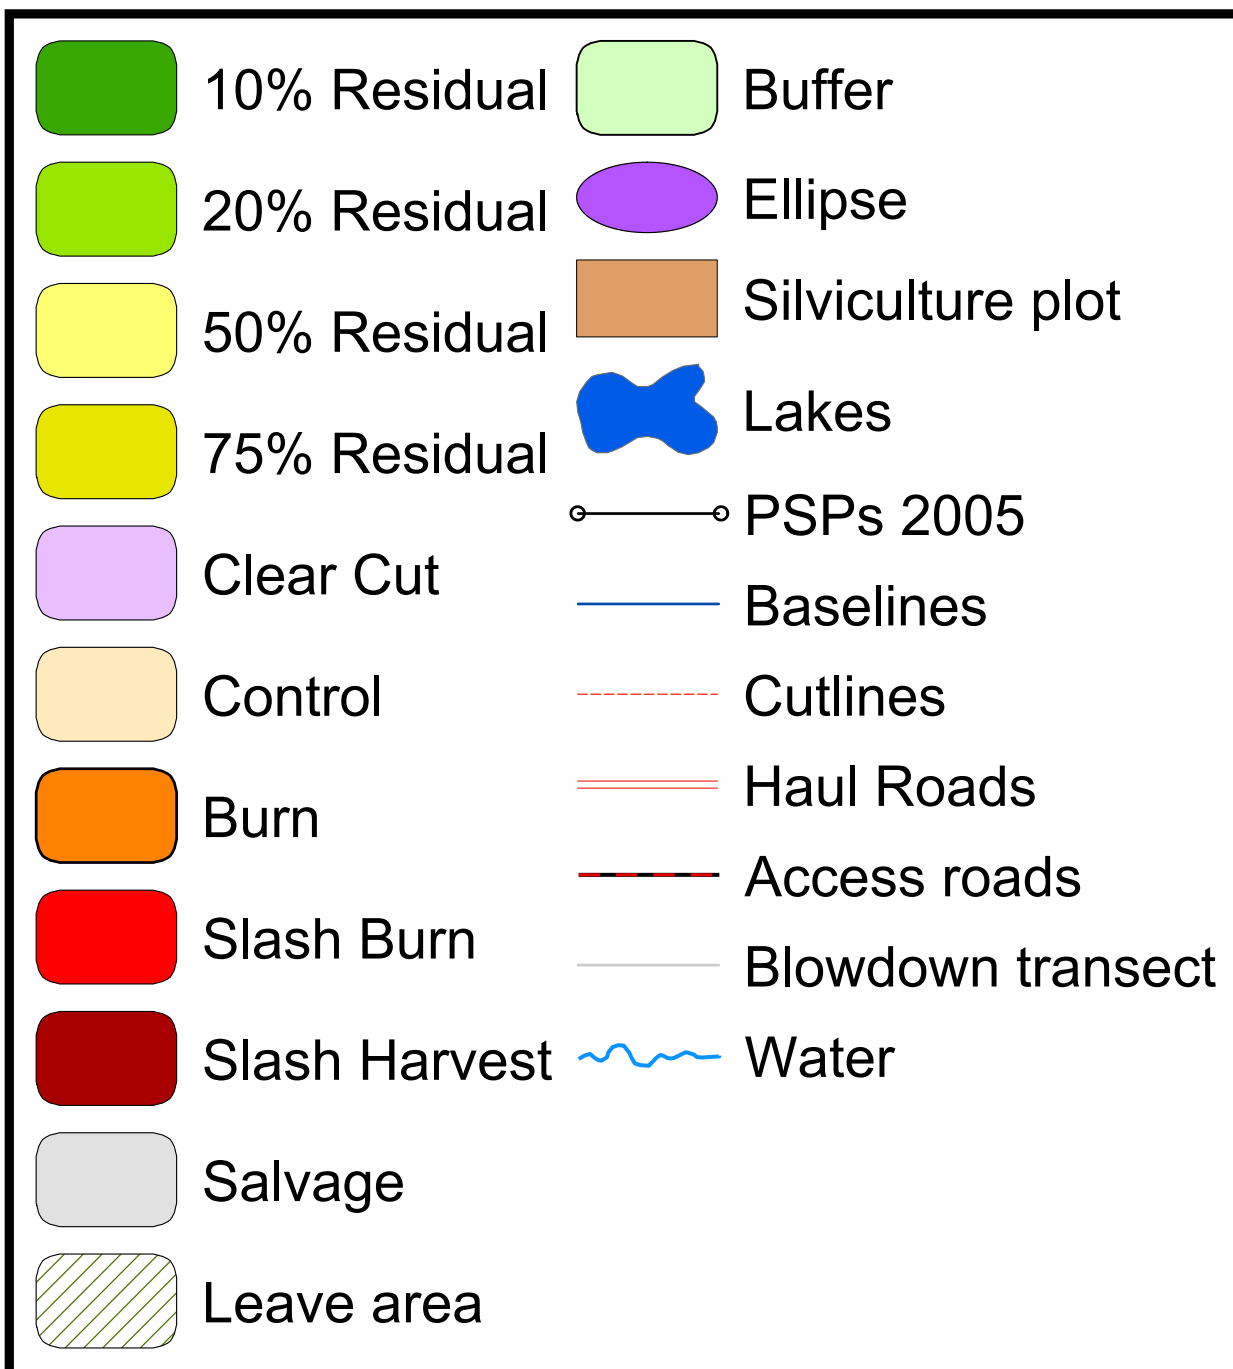 10% Residual
20% Residual
50% Residual
75% Residual
Clear Cut
Control
Burn
Slash Burn
Slash Harvest
Salvage
Leave area
Buffer
Ellipse
Silviculture plot
Lakes
PSPs 2005
Baselines
Cutlines
Haul Roads
Access roads
Blowdown transect
Water